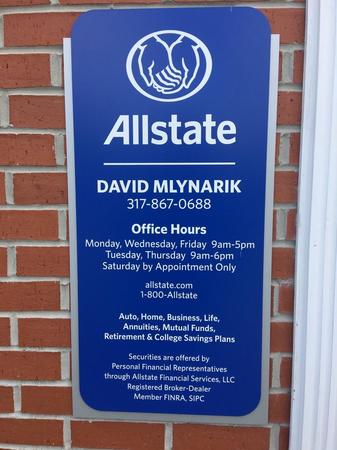 Allstate
DAVID MLYNARIK
317-867-0688
Office Hours
Monday, Wednesday, Friday 9am-5pm
Tuesday, Thursday 9am-6pm
Saturday by Appointment Only
allstate.com
1-800-Allstate
Auto, Home, Business, Life,
Annuities, Mutual Funds,
Retirement & College Savings Plans
Securities are offered by
Personal Financial Representatives
through Allstate Financial Services, LLC
Registered Broker-Dealer
Member FINRA, SIPC